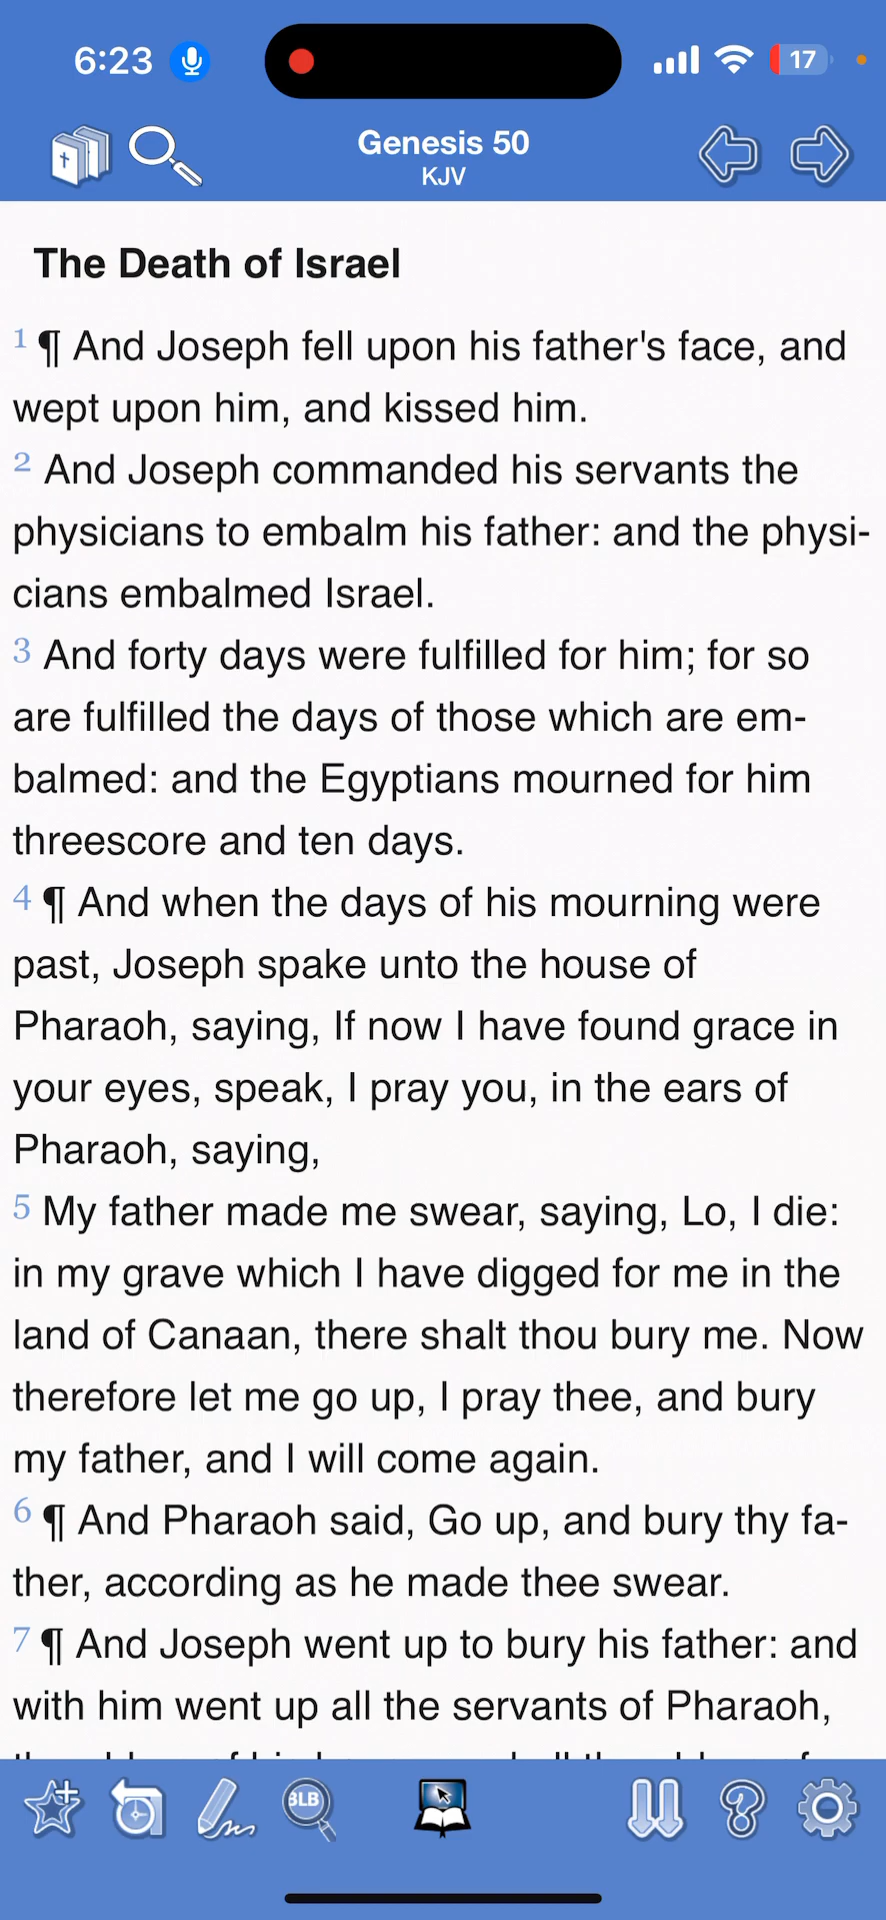 6:23
17
Genesis 50
KJV
The Death of Israel
1 ¶ And Joseph fell upon his father's face, and
wept upon him, and kissed him.
2 And Joseph commanded his servants the
physicians to embalm his father: and the physi-
cians embalmed Israel.
3 And forty days were fulfilled for him; for so
are fulfilled the days of those which are em-
balmed: and the Egyptians mourned for him
threescore and ten days.
4 ¶ And when the days of his mourning were
past, Joseph spake unto the house of
Pharaoh, saying, If now I have found grace in
your eyes, speak, I pray you, in the ears of
Pharaoh, saying,
5 My father made me swear, saying, Lo, I die:
in my grave which I have digged for me in the
land of Canaan, there shalt thou bury me. Now
therefore let me go up, I pray thee, and bury
my father, and I will come again.
6 ¶ And Pharaoh said, Go up, and bury thy fa-
ther, according as he made thee swear.
7 ¶ And Joseph went up to bury his father: and
with him went up all the servants of Pharaoh,
BLB